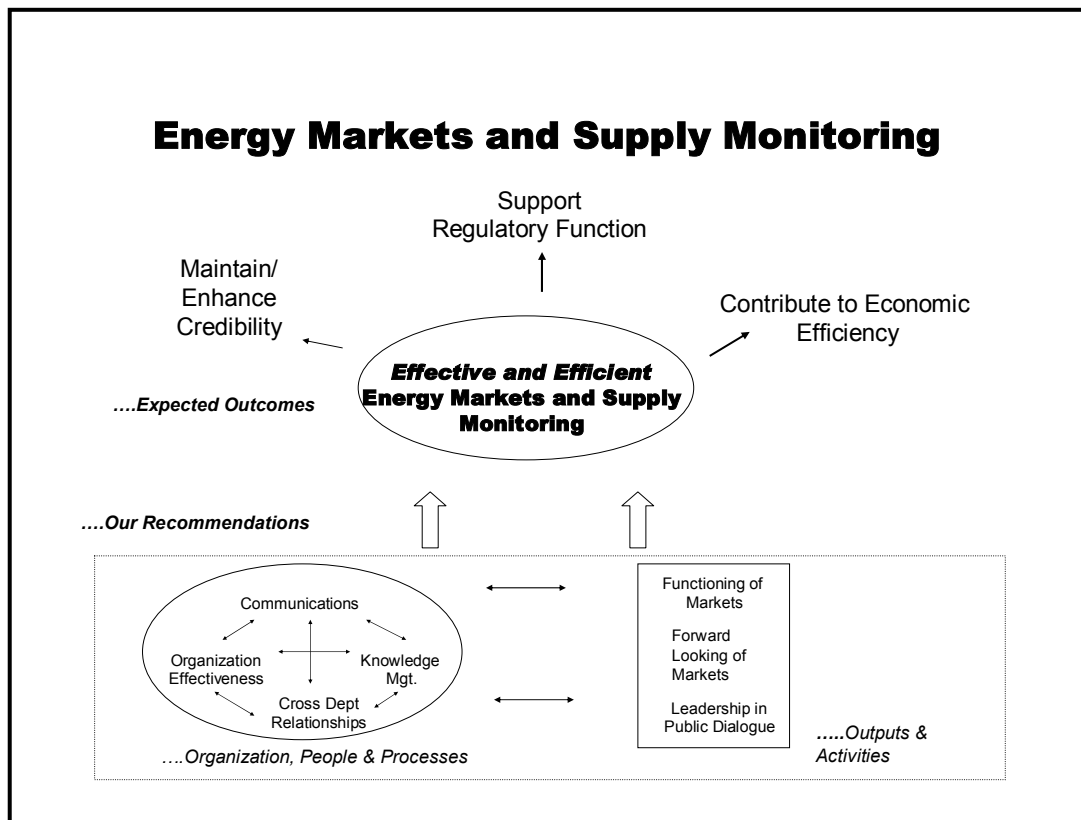 Energy Markets and Supply Monitoring
Support
Regulatory Function
Maintain/
Enhance
Credibility
Contribute to Economic
Efficiency
Effective and Efficient
Energy Markets and Supply
Monitoring
….Expected Outcomes
….Our Recommendations
Communications
Organization
Effectiveness
Knowledge
Mgt.
Cross Dept
Relationships
….Organization, People & Processes
Functioning of
Markets
Forward
Looking of
Markets
Leadership in
Public Dialogue
…..Outputs &
Activities